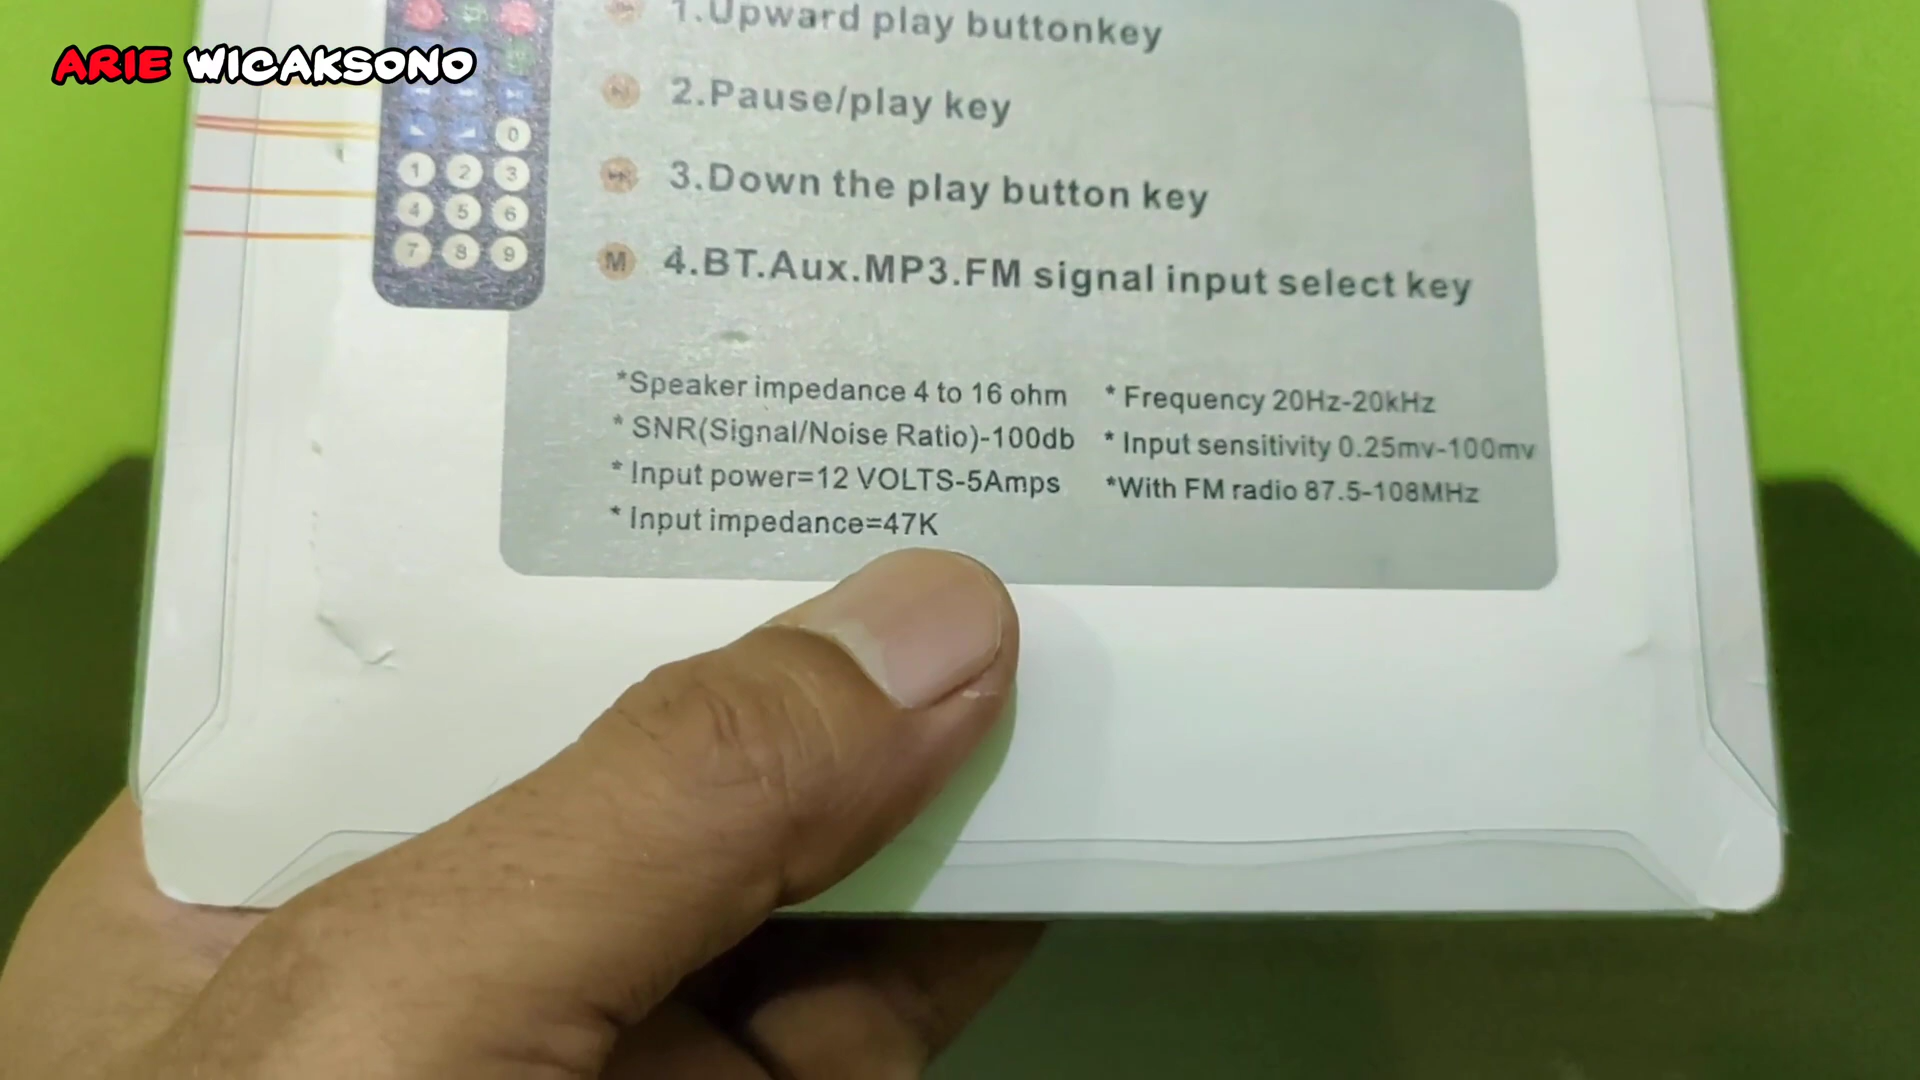 ARIE WICAKSONO
1.Upward play buttonkey
2.Pause/play key
3.Down the play button key
M 4.BT.Aux.MP3.FM signal input select key
0
1 2 3
4 5 6
7 8 9
*Speaker impedance 4 to 16 ohm
* SNR(Signal/Noise Ratio)-100db
* Input power=12 VOLTS-5Amps
* Input impedance=47K
* Frequency 20Hz-20kHz
* Input sensitivity 0.25mv-100mv
*With FM radio 87.5-108MHz